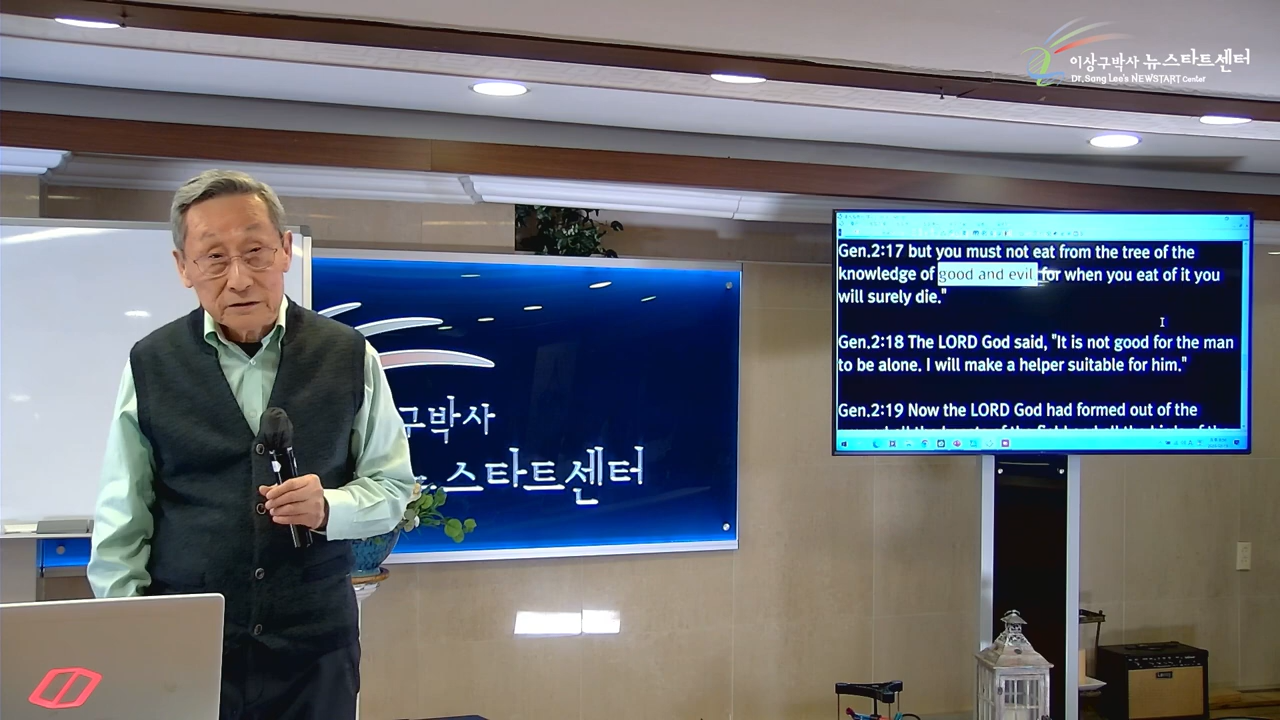 이상구박사 뉴스타트센터
Dr. Sang Lee's NEWSTART Center
Gen.2:17 but you must not eat from the tree of the
knowledge of good and evil for when you eat of it you
will surely die."
Gen.2:18 The LORD God said, "It is not good for the man
to be alone. I will make a helper suitable for him."
Gen.2:19 Now the LORD God had formed out of the
구박사
스타트센터